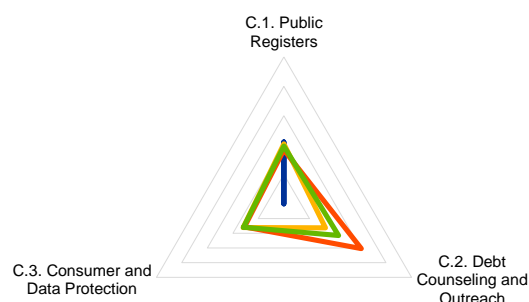 C.1. Public
Registers
C.3. Consumer and
Data Protection
C.2. Debt
Counseling and
Outreach